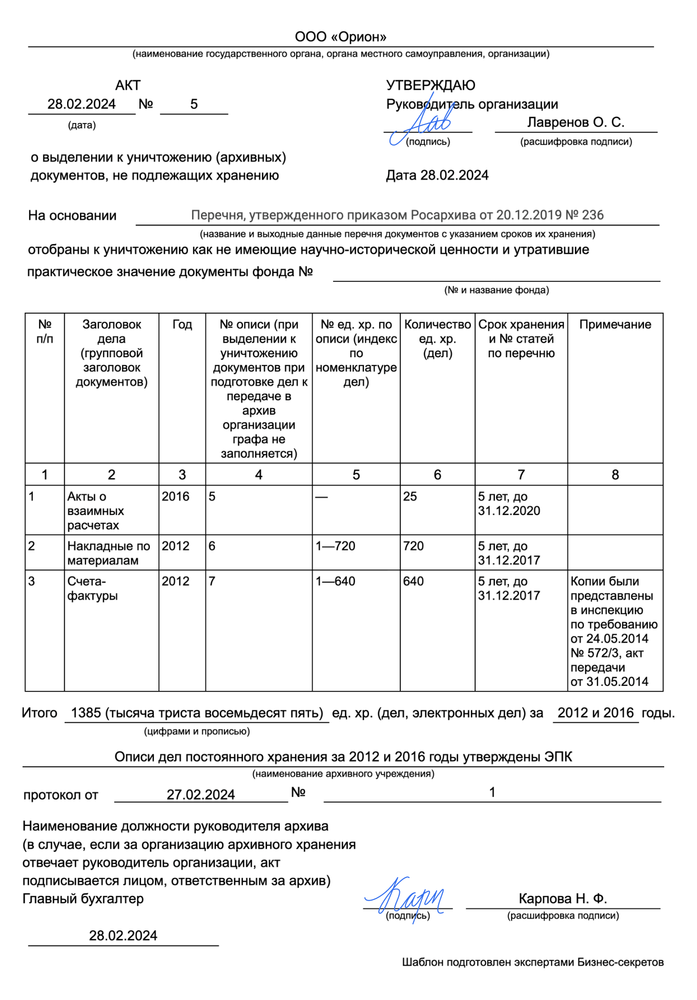 ООО «Орион»
(наименование государственного органа, органа местного самоуправления, организации)
АКТ
28.02.2024 № 5
(дата)
о выделении к уничтожению (архивных)
документов, не подлежащих хранению
УТВЕРЖДАЮ
Руководитель организации
Лав Лавренов О. С.
(подпись) (расшифровка подписи)
Дата 28.02.2024
На основании Перечня, утвержденного приказом Росархива от 20.12.2019 № 236
(название и выходные данные перечня документов с указанием сроков их хранения)
отобраны к уничтожению как не имеющие научно-исторической ценности и утратившие
практическое значение документы фонда №
(№ и название фонда)
№
п/п
Заголовок
дела
(групповой
заголовок
документов)
Год
№ описи (при
выделении к
уничтожению
документов при
подготовке дел к
передаче в
архив
организации
графа не
заполняется)
№ ед. хр. по
описи (индекс
по
номенклатуре
дел)
Количество
ед. хр.
(дел)
Срок хранения
и № статей
по перечню
Примечание
1 2 3 4 5 6 7 8
1
Акты о
взаимных
расчетах
2016
5
—
25
5 лет, до
31.12.2020
2
Накладные по
материалам
2012
6
1—720
720
5 лет, до
31.12.2017
3
Счета-
фактуры
2012
7
1—640
640
5 лет, до
31.12.2017
Копии были
представлены
в инспекцию
по требованию
от 24.05.2014
№ 572/3, акт
передачи
от 31.05.2014
Итого 1385 (тысяча триста восемьдесят пять) ед. хр. (дел, электронных дел) за 2012 и 2016 годы.
(цифрами и прописью)
Описи дел постоянного хранения за 2012 и 2016 годы утверждены ЭПК
(наименование архивного учреждения)
протокол от 27.02.2024 № 1
Наименование должности руководителя архива
(в случае, если за организацию архивного хранения
отвечает руководитель организации, акт
подписывается лицом, ответственным за архив)
Главный бухгалтер Карп Карпова Н. Ф.
(подпись) (расшифровка подписи)
28.02.2024
Шаблон подготовлен экспертами Бизнес-секретов